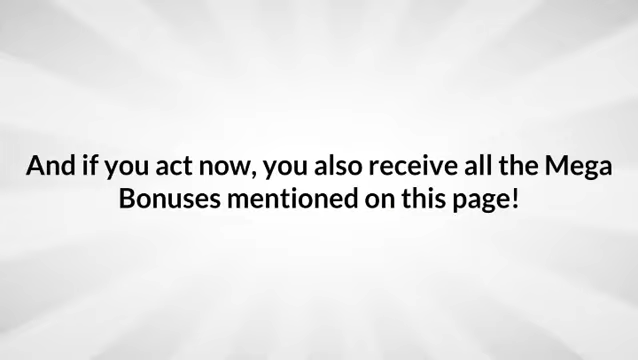 And if you act now, you also receive all the Mega
Bonuses mentioned on this page!